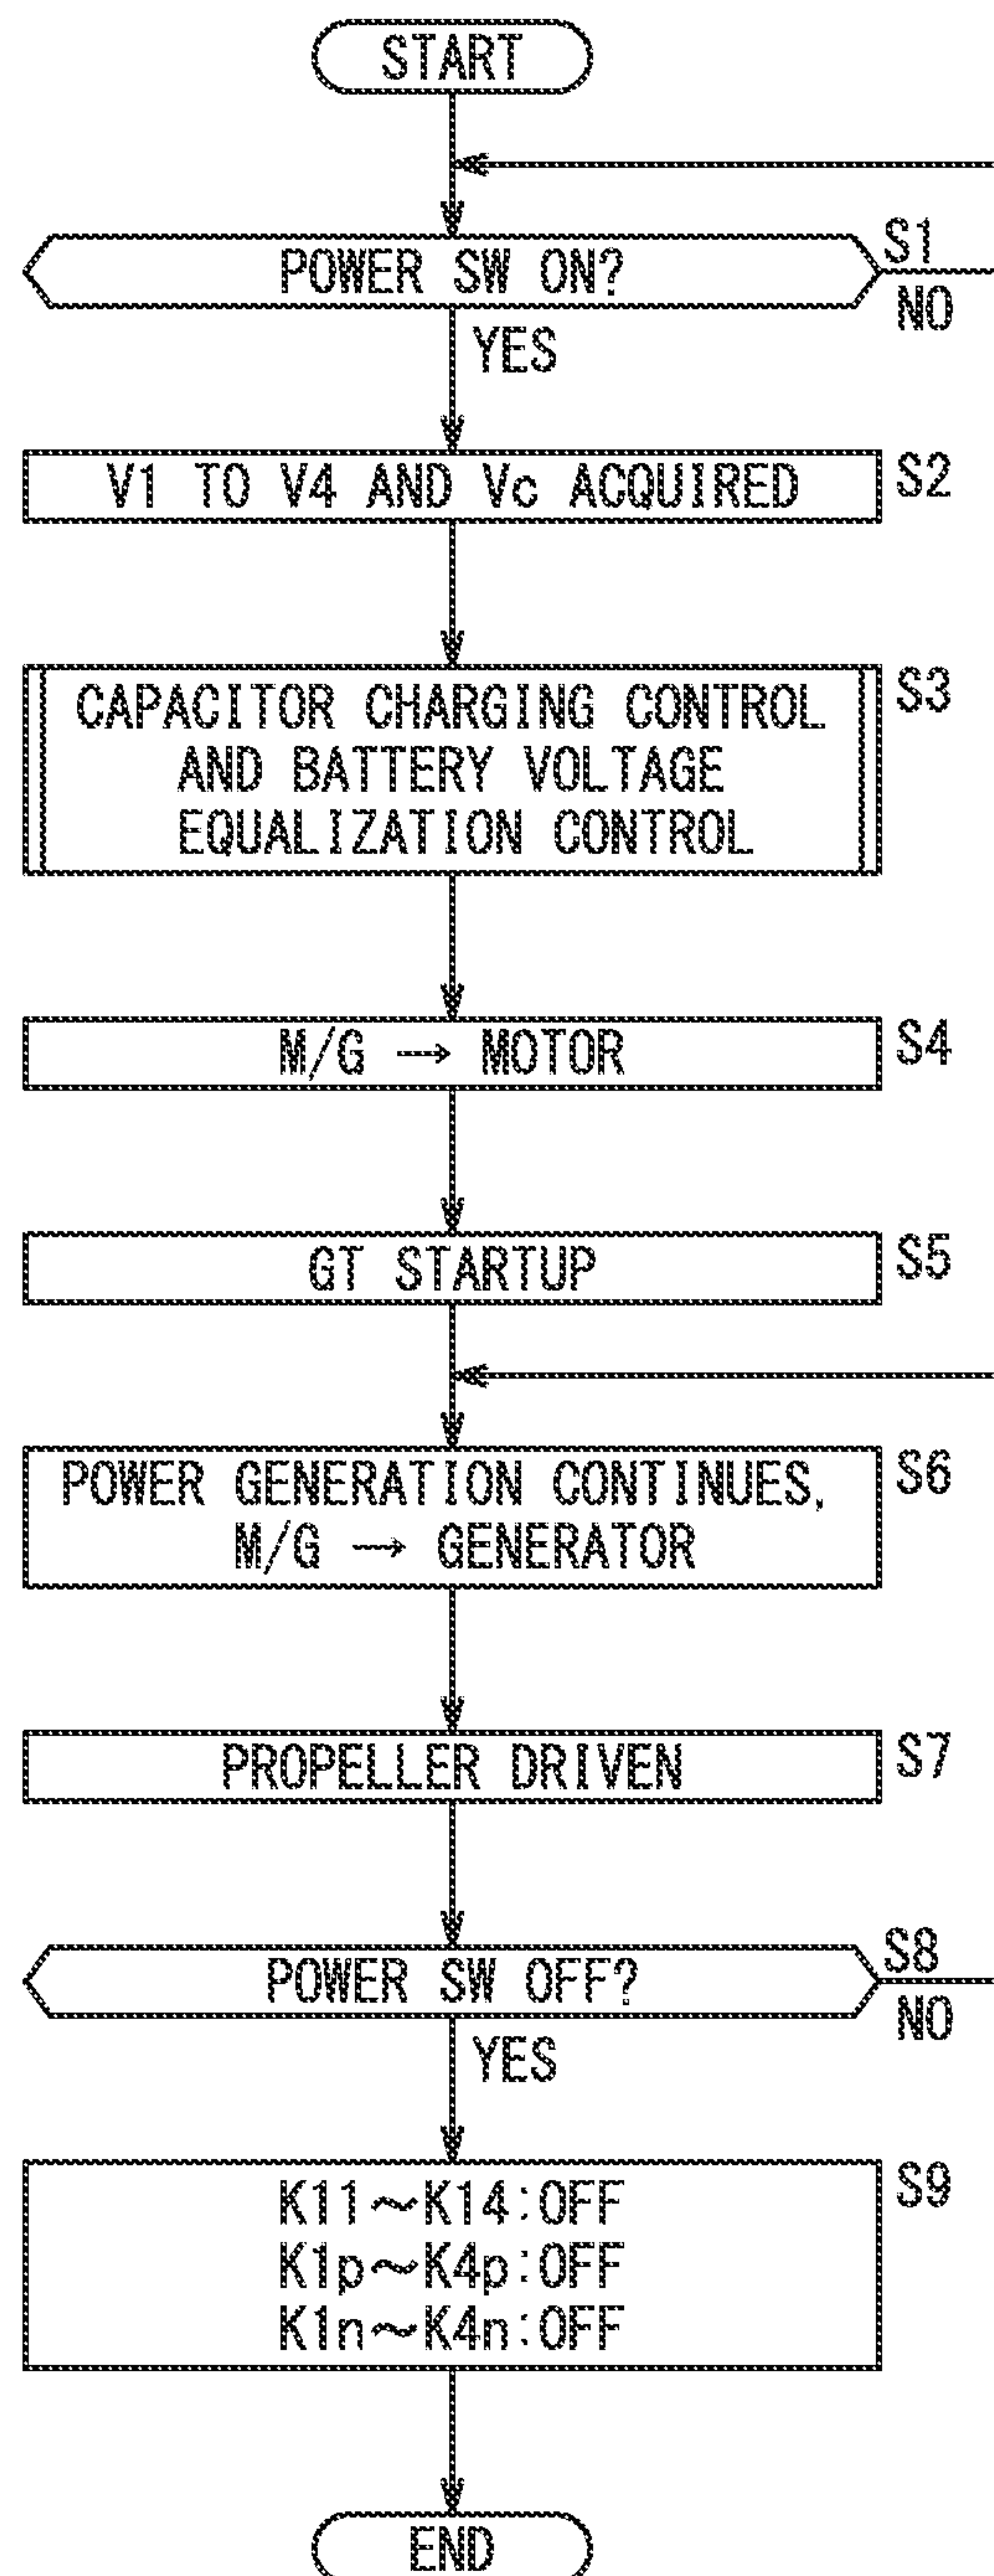 START
POWER SW ON?
S1
NO
YES
V1 TO V4 AND Vc ACQUIRED
S2
CAPACITOR CHARGING CONTROL
AND BATTERY VOLTAGE
EQUALIZATION CONTROL
S3
M/G → MOTOR
S4
GT STARTUP
S5
POWER GENERATION CONTINUES,
M/G → GENERATOR
S6
PROPELLER DRIVEN
S7
POWER SW OFF?
S8
NO
YES
K11～K14:OFF
K1p～K4p:OFF
K1n～K4n:OFF
S9
END